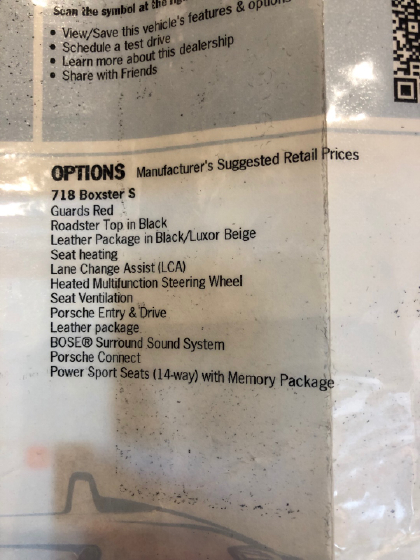 Scan the symbol at the
• View/Save this vehicle's features & options
• Schedule a test drive
• Learn more about this dealership
• Share with Friends
OPTIONS Manufacturer's Suggested Retail Prices
718 Boxster S
Guards Red
Roadster Top in Black
Leather Package in Black/Luxor Beige
Seat heating
Lane Change Assist (LCA)
Heated Multifunction Steering Wheel
Seat Ventilation
Porsche Entry & Drive
Leather package
BOSE® Surround Sound System
Porsche Connect
Power Sport Seats (14-way) with Memory Package